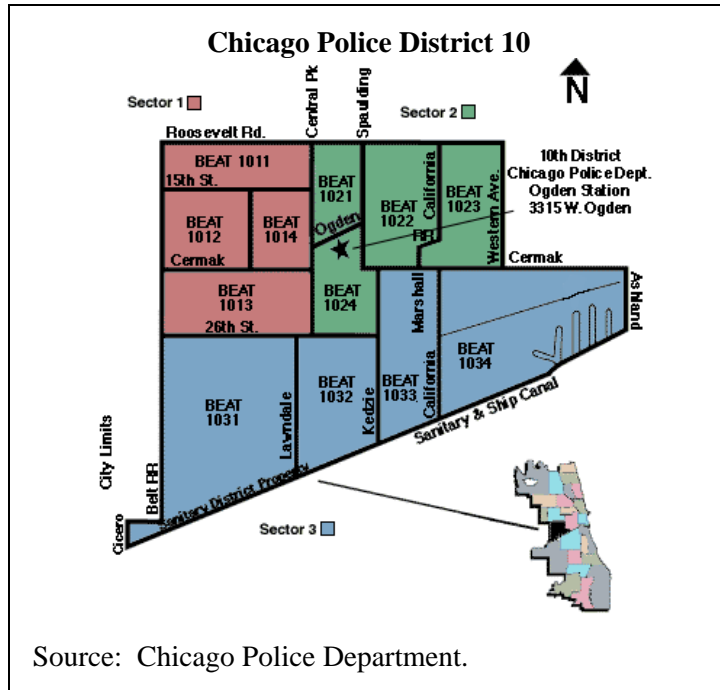 Chicago Police District 10
Sector 1
Central Pk
Spaulding
Sector 2
N
Roosevelt Rd.
BEAT 1011
15th St.
BEAT
1012
BEAT
1014
Cermak
BEAT
1013
26th St.
BEAT
1021
Ogden
BEAT
1024
BEAT
1022
RR
California
BEAT
1023
Western Ave.
10th District
Chicago Police Dept.
Ogden Station
3315 W. Ogden
Cermak
Ashland
Marshall
BEAT
1031
Lawndale
BEAT
1032
Kedzie
BEAT
1033
California
BEAT
1034
Sanitary & Ship Canal
City Limits
Belt RR
Sanitary District Property
Cicero
Sector 3
Source: Chicago Police Department.